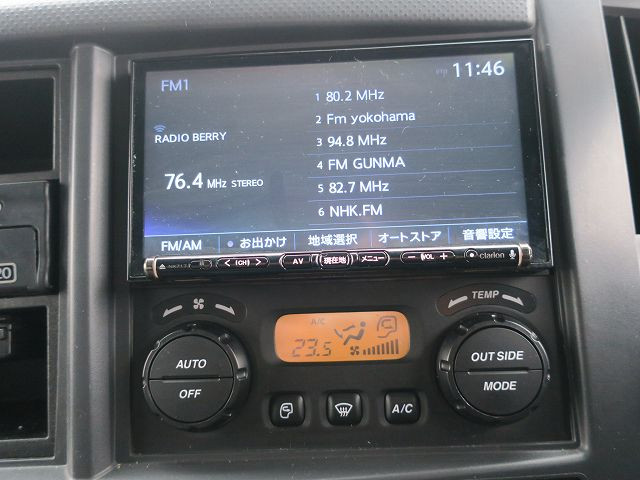 FM1
11:46
1 80.2 MHz
2 Fm yokohama
RADIO BERRY
3 94.8 MHz
4 FM GUNMA
76.4 MHz STEREO
5 82.7 MHz
6 NHK.FM
FM/AM お出かけ 地域選択 オートストア 音響設定
< (CH) > AV 現在地 メニュー - VOL + clarion
TEMP
A/C
23.5
AUTO
OFF
OUT SIDE
MODE
A/C
20